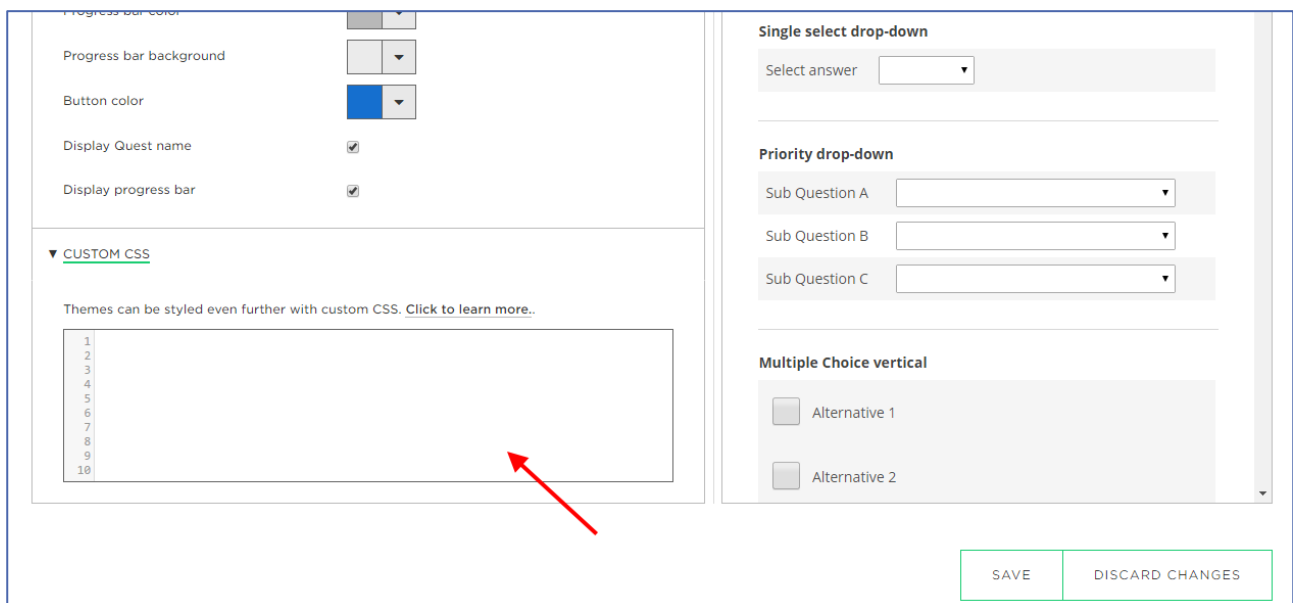 Progress bar color
Progress bar background
Button color
Display Quest name
Display progress bar
▼ CUSTOM CSS
Themes can be styled even further with custom CSS. Click to learn more..
1
2
3
4
5
6
7
8
9
10
Single select drop-down
Select answer
Priority drop-down
Sub Question A
Sub Question B
Sub Question C
Multiple Choice vertical
Alternative 1
Alternative 2
SAVE
DISCARD CHANGES